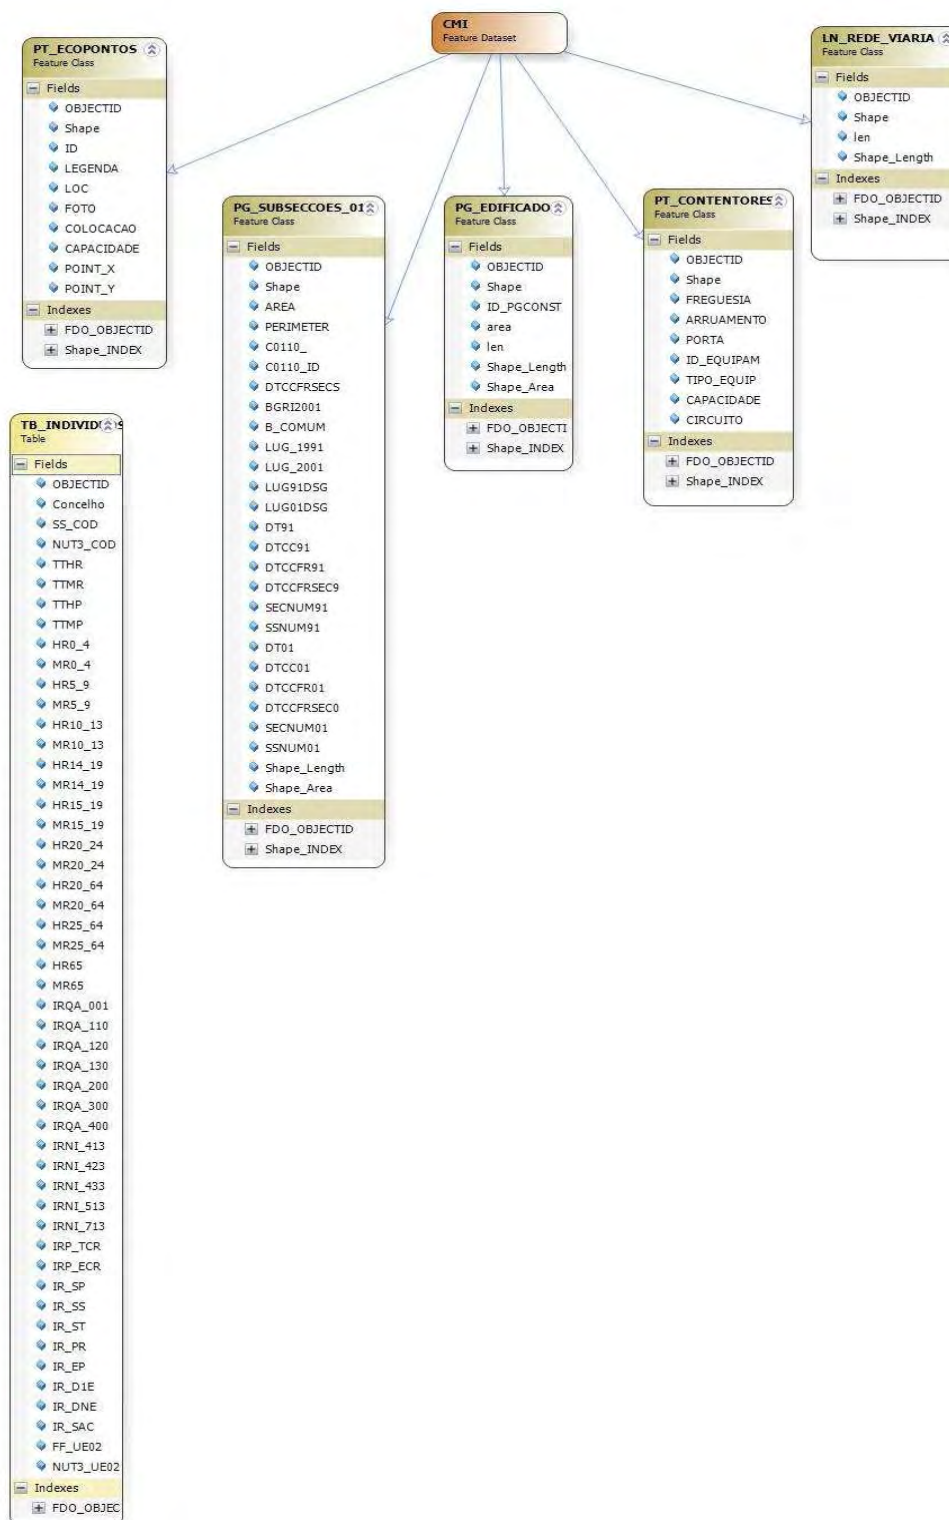 CMI
Feature Dataset
PT_ECOPONTOS
Feature Class
Fields
OBJECTID
Shape
ID
LEGENDA
LOC
FOTO
COLOCACAO
CAPACIDADE
POINT_X
POINT_Y
Indexes
FDO_OBJECTID
Shape_INDEX
PG_SUBSECCOES_01
Feature Class
Fields
OBJECTID
Shape
AREA
PERIMETER
C0110_
C0110_ID
DTCCFRSECS
BGRI2001
B_COMUM
LUG_1991
LUG_2001
LUG91DSG
LUG01DSG
DT91
DTCC91
DTCCFR91
DTCCFRSEC9
SECNUM91
SSNUM91
DT01
DTCC01
DTCCFR01
DTCCFRSEC0
SECNUM01
SSNUM01
Shape_Length
Shape_Area
Indexes
FDO_OBJECTID
Shape_INDEX
PG_EDIFICADO
Feature Class
Fields
OBJECTID
Shape
ID_PGCONST
area
len
Shape_Length
Shape_Area
Indexes
FDO_OBJECTI
Shape_INDEX
PT_CONTENTORES
Feature Class
Fields
OBJECTID
Shape
FREGUESIA
ARRUAMENTO
PORTA
ID_EQUIPAM
TIPO_EQUIP
CAPACIDADE
CIRCUITO
Indexes
FDO_OBJECTID
Shape_INDEX
LN_REDE_VIARIA
Feature Class
Fields
OBJECTID
Shape
len
Shape_Length
Indexes
FDO_OBJECTID
Shape_INDEX
Table
Fields
OBJECTID
Concelho
SS_COD
NUT3_COD
TTHR
TTMR
TTHP
TTMP
HR0_4
MR0_4
HR5_9
MR5_9
HR10_13
MR10_13
HR14_19
MR14_19
HR15_19
MR15_19
HR20_24
MR20_24
HR20_64
MR20_64
HR25_64
MR25_64
HR65
MR65
IRQA_001
IRQA_110
IRQA_120
IRQA_130
IRQA_200
IRQA_300
IRQA_400
IRNI_413
IRNI_423
IRNI_433
IRNI_513
IRNI_713
IRP_TCR
IRP_ECR
IR_SP
IR_SS
IR_ST
IR_PR
IR_EP
IR_D1E
IR_DNE
IR_SAC
FF_UE02
NUT3_UE02
Indexes
FDO_OBJEC